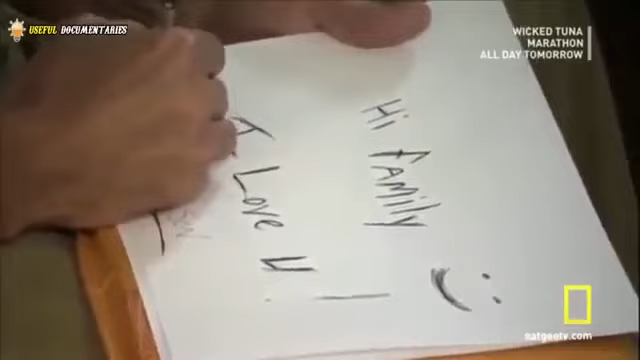 USEFUL DOCUMENTARIES
WICKED TUNA
MARATHON
ALL DAY TOMORROW
Hi family
Love U !
natgeotv.com